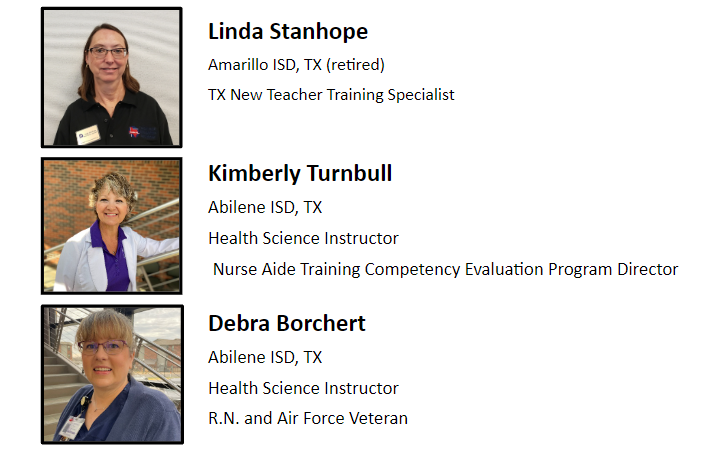 Linda Stanhope
Amarillo ISD, TX (retired)
TX New Teacher Training Specialist
Kimberly Turnbull
Abilene ISD, TX
Health Science Instructor
Nurse Aide Training Competency Evaluation Program Director
Debra Borchert
Abilene ISD, TX
Health Science Instructor
R.N. and Air Force Veteran